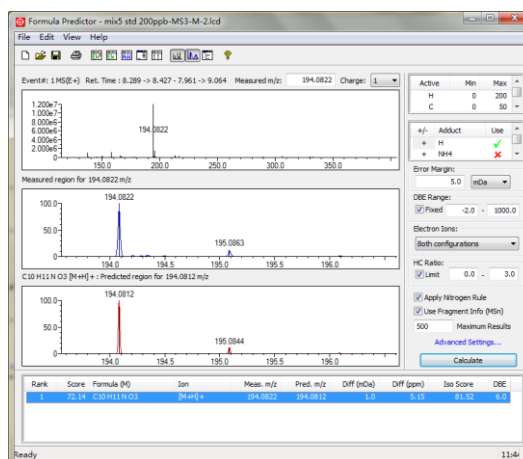 Formula Predictor - mix5 std 200ppb-MS3-M-2.lcd
File Edit View Help
Event#: 1 MS(E+) Ret. Time : 8.289 -> 8.427 - 7.961 -> 9.064 Measured m/z: 194.0822 Charge: 1
1.200e7
1.000e7
8.000e6
6.000e6
4.000e6
2.000e6
0.000e0
194.0822
150.0 200.0 250.0 300.0 350.0
Measured region for 194.0822 m/z
194.0822
100.0
50.0
0.0
195.0863
194.0 194.5 195.0 195.5 196.0
C10 H11 N O3 [M+H]+ : Predicted region for 194.0812 m/z
194.0812
100.0
50.0
0.0
195.0844
194.0 194.5 195.0 195.5 196.0
Active Min Max
H 0 200
C 0 50
+/- Adduct Use
+ H
+ NH4
Error Margin:
5.0 mDa
DBE Range:
Fixed -2.0 - 1000.0
Electron Ions:
Both configurations
HC Ratio:
Limit 0.0 - 3.0
Apply Nitrogen Rule
Use Fragment Info (MSn)
500 Maximum Results
Advanced Settings...
Calculate
Rank Score Formula (M) Ion Meas. m/z Pred. m/z Diff (mDa) Diff (ppm) Iso Score DBE
1 72.14 C10 H11 N O3 [M+H]+ 194.0822 194.0812 1.0 5.15 81.52 6.0
Ready